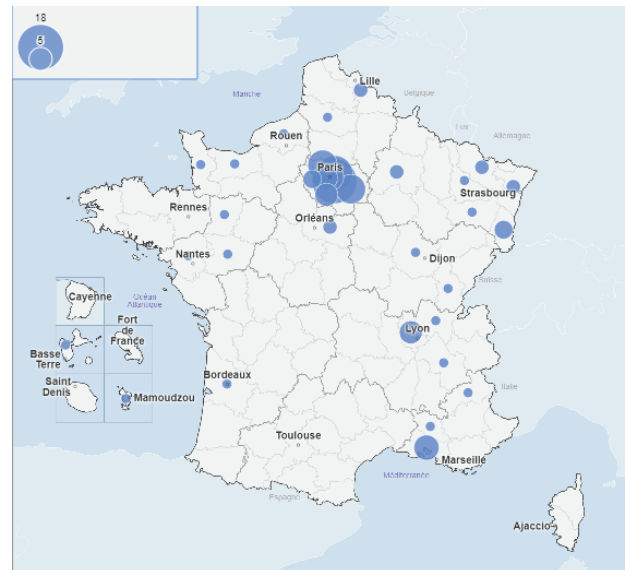 18
5
Lille
Manche
Belgique
Rouen
Lux
Allemagne
Paris
Strasbourg
Rennes
Orléans
Nantes
Dijon
Suisse
Cayenne
Océan
Atlantique
Fort
de
France
Lyon
Basse
Terre
Bordeaux
Saint
Denis
Italie
Mamoudzou
Toulouse
Marseille
Méditerranée
Espagne
Ajaccio